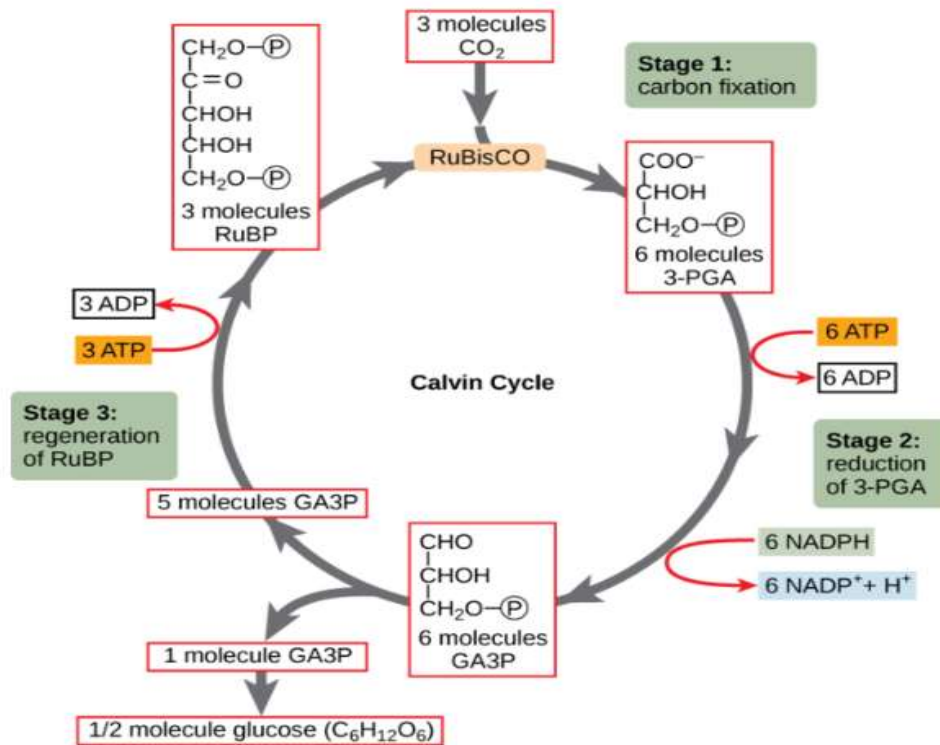 3 molecules
CO₂
Stage 1:
carbon fixation
CH₂O—Ⓟ
C=O
CHOH
CHOH
CH₂O—Ⓟ
3 molecules
RuBP
RuBisCO
COO⁻
CHOH
CH₂O—Ⓟ
6 molecules
3-PGA
3 ADP
3 ATP
6 ATP
6 ADP
Calvin Cycle
Stage 3:
regeneration
of RuBP
Stage 2:
reduction
of 3-PGA
5 molecules GA3P
6 NADPH
6 NADP⁺+ H⁺
CHO
CHOH
CH₂O—Ⓟ
6 molecules
GA3P
1 molecule GA3P
1/2 molecule glucose (C₆H₁₂O₆)